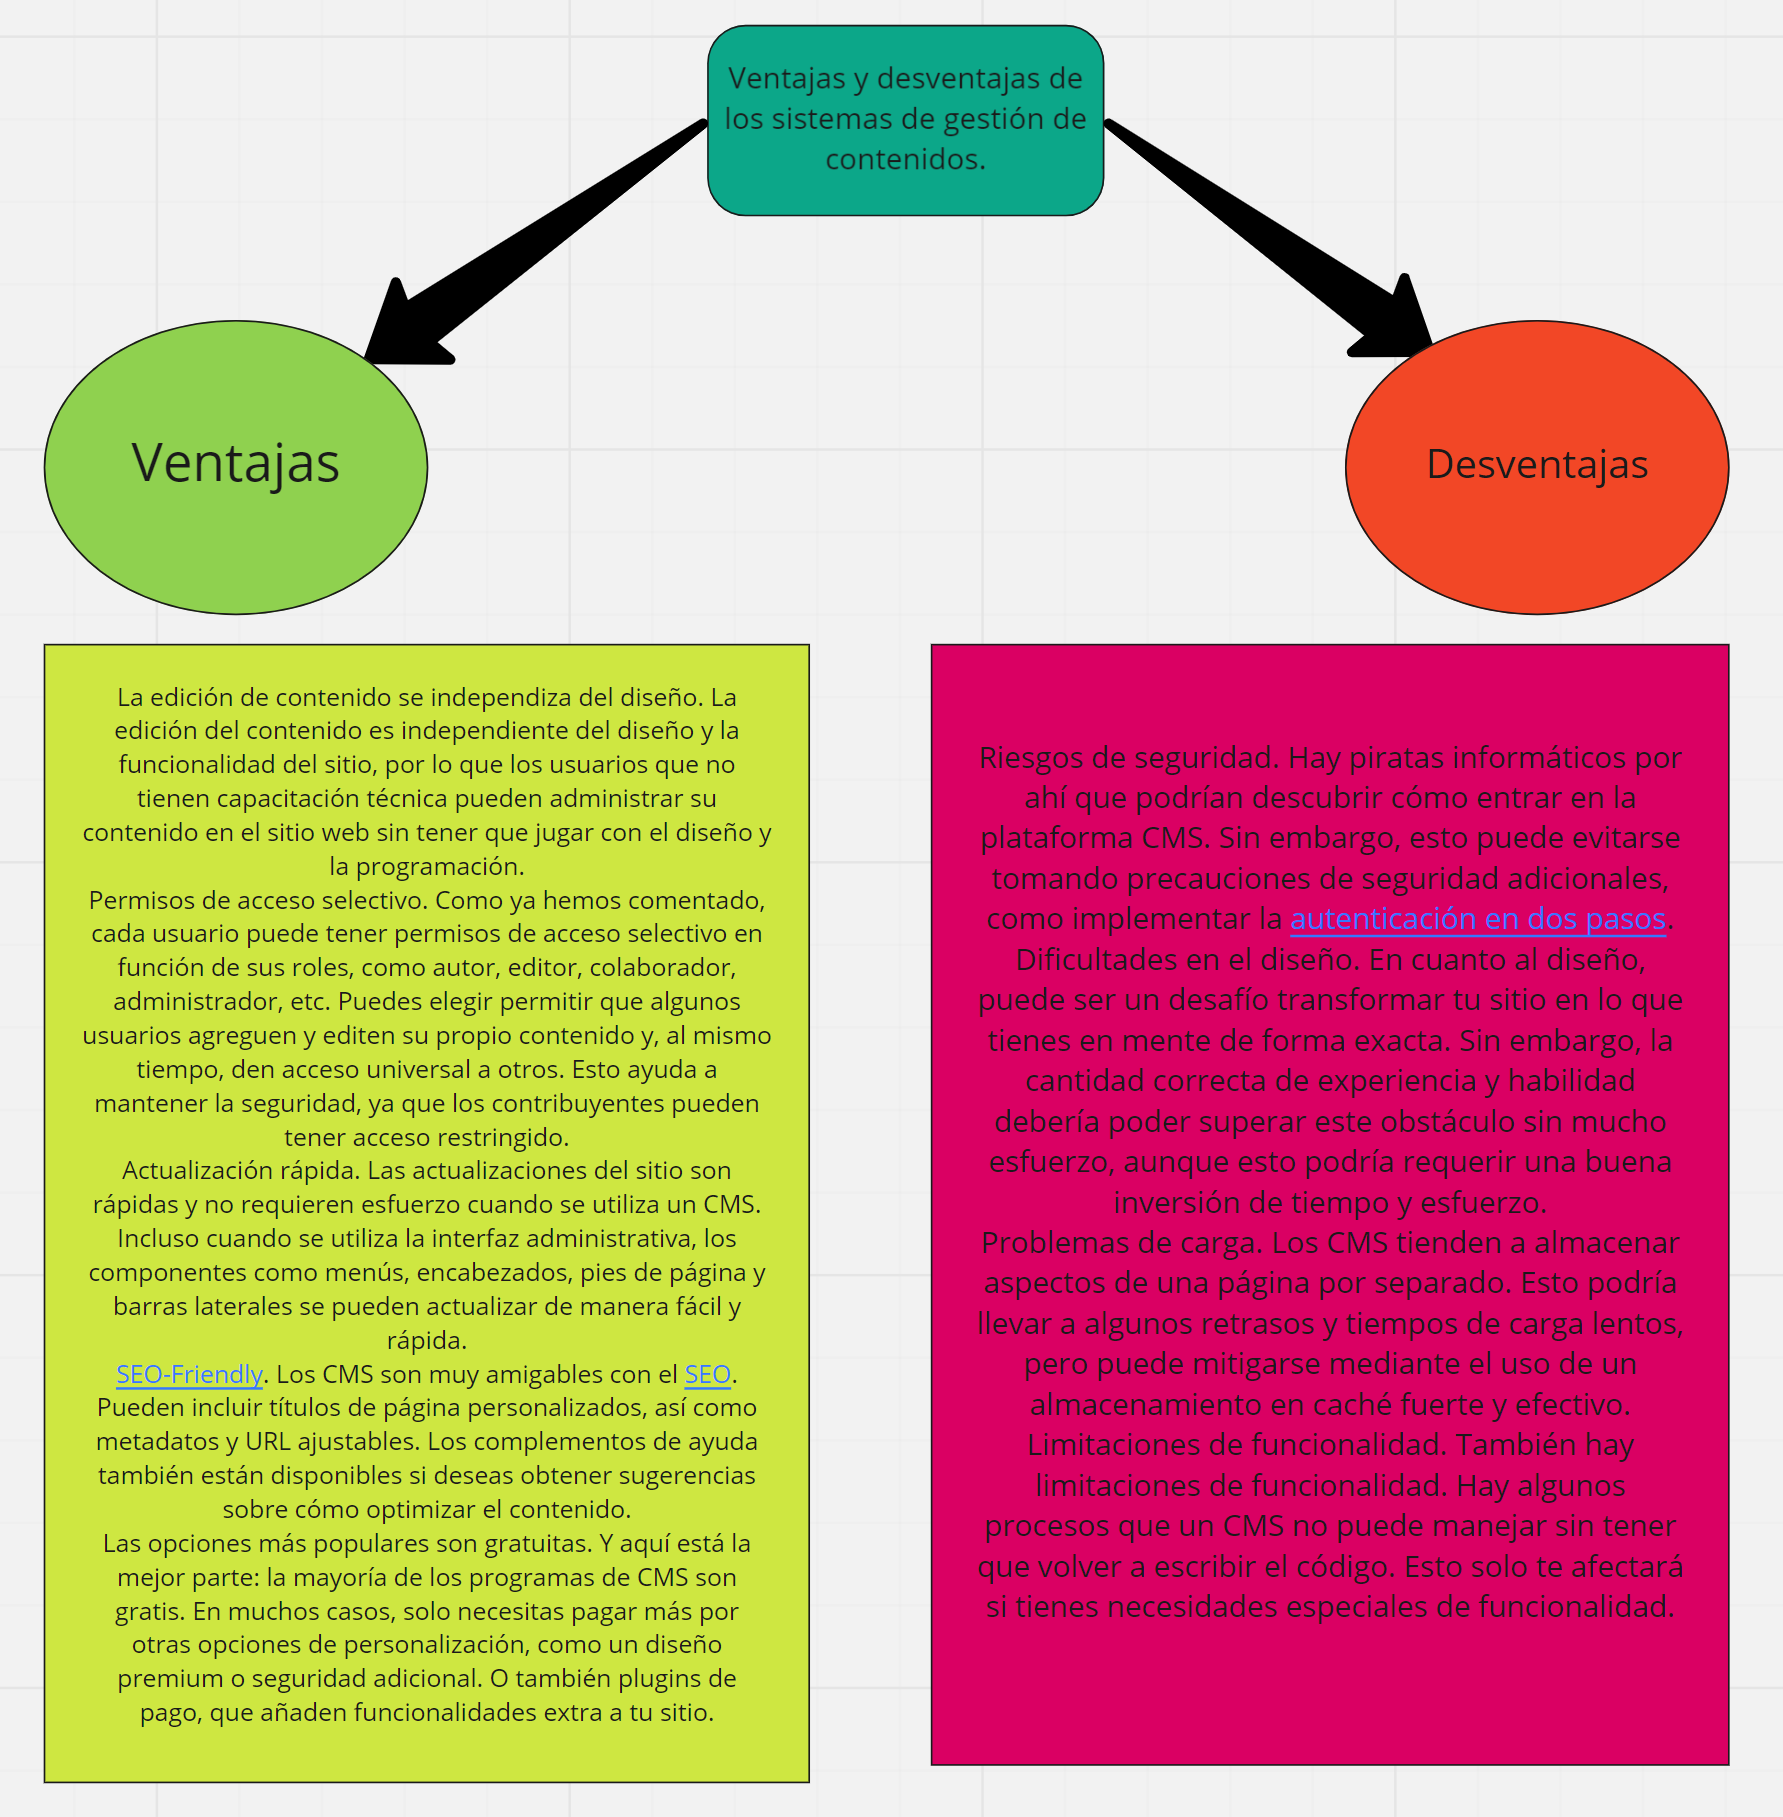 Ventajas y desventajas de
los sistemas de gestión de
contenidos.
Ventajas
Desventajas
La edición de contenido se independiza del diseño. La
edición del contenido es independiente del diseño y la
funcionalidad del sitio, por lo que los usuarios que no
tienen capacitación técnica pueden administrar su
contenido en el sitio web sin tener que jugar con el diseño y
la programación.
Permisos de acceso selectivo. Como ya hemos comentado,
cada usuario puede tener permisos de acceso selectivo en
función de sus roles, como autor, editor, colaborador,
administrador, etc. Puedes elegir permitir que algunos
usuarios agreguen y editen su propio contenido y, al mismo
tiempo, den acceso universal a otros. Esto ayuda a
mantener la seguridad, ya que los contribuyentes pueden
tener acceso restringido.
Actualización rápida. Las actualizaciones del sitio son
rápidas y no requieren esfuerzo cuando se utiliza un CMS.
Incluso cuando se utiliza la interfaz administrativa, los
componentes como menús, encabezados, pies de página y
barras laterales se pueden actualizar de manera fácil y
rápida.
SEO-Friendly. Los CMS son muy amigables con el SEO.
Pueden incluir títulos de página personalizados, así como
metadatos y URL ajustables. Los complementos de ayuda
también están disponibles si deseas obtener sugerencias
sobre cómo optimizar el contenido.
Las opciones más populares son gratuitas. Y aquí está la
mejor parte: la mayoría de los programas de CMS son
gratis. En muchos casos, solo necesitas pagar más por
otras opciones de personalización, como un diseño
premium o seguridad adicional. O también plugins de
pago, que añaden funcionalidades extra a tu sitio.
Riesgos de seguridad. Hay piratas informáticos por
ahí que podrían descubrir cómo entrar en la
plataforma CMS. Sin embargo, esto puede evitarse
tomando precauciones de seguridad adicionales,
como implementar la autenticación en dos pasos.
Dificultades en el diseño. En cuanto al diseño,
puede ser un desafío transformar tu sitio en lo que
tienes en mente de forma exacta. Sin embargo, la
cantidad correcta de experiencia y habilidad
debería poder superar este obstáculo sin mucho
esfuerzo, aunque esto podría requerir una buena
inversión de tiempo y esfuerzo.
Problemas de carga. Los CMS tienden a almacenar
aspectos de una página por separado. Esto podría
llevar a algunos retrasos y tiempos de carga lentos,
pero puede mitigarse mediante el uso de un
almacenamiento en caché fuerte y efectivo.
Limitaciones de funcionalidad. También hay
limitaciones de funcionalidad. Hay algunos
procesos que un CMS no puede manejar sin tener
que volver a escribir el código. Esto solo te afectará
si tienes necesidades especiales de funcionalidad.